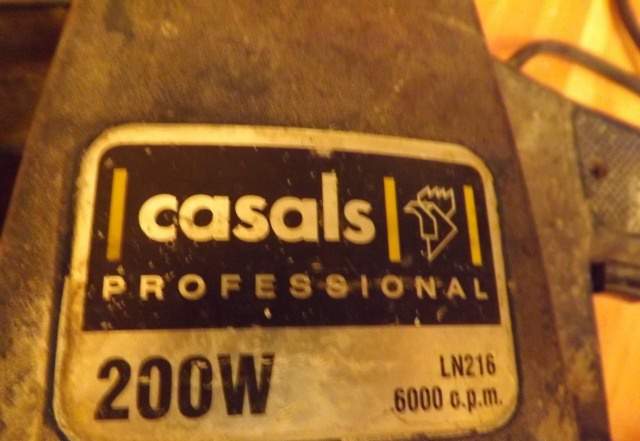 casals
PROFESSIONAL
200W
LN216
6000 c.p.m.